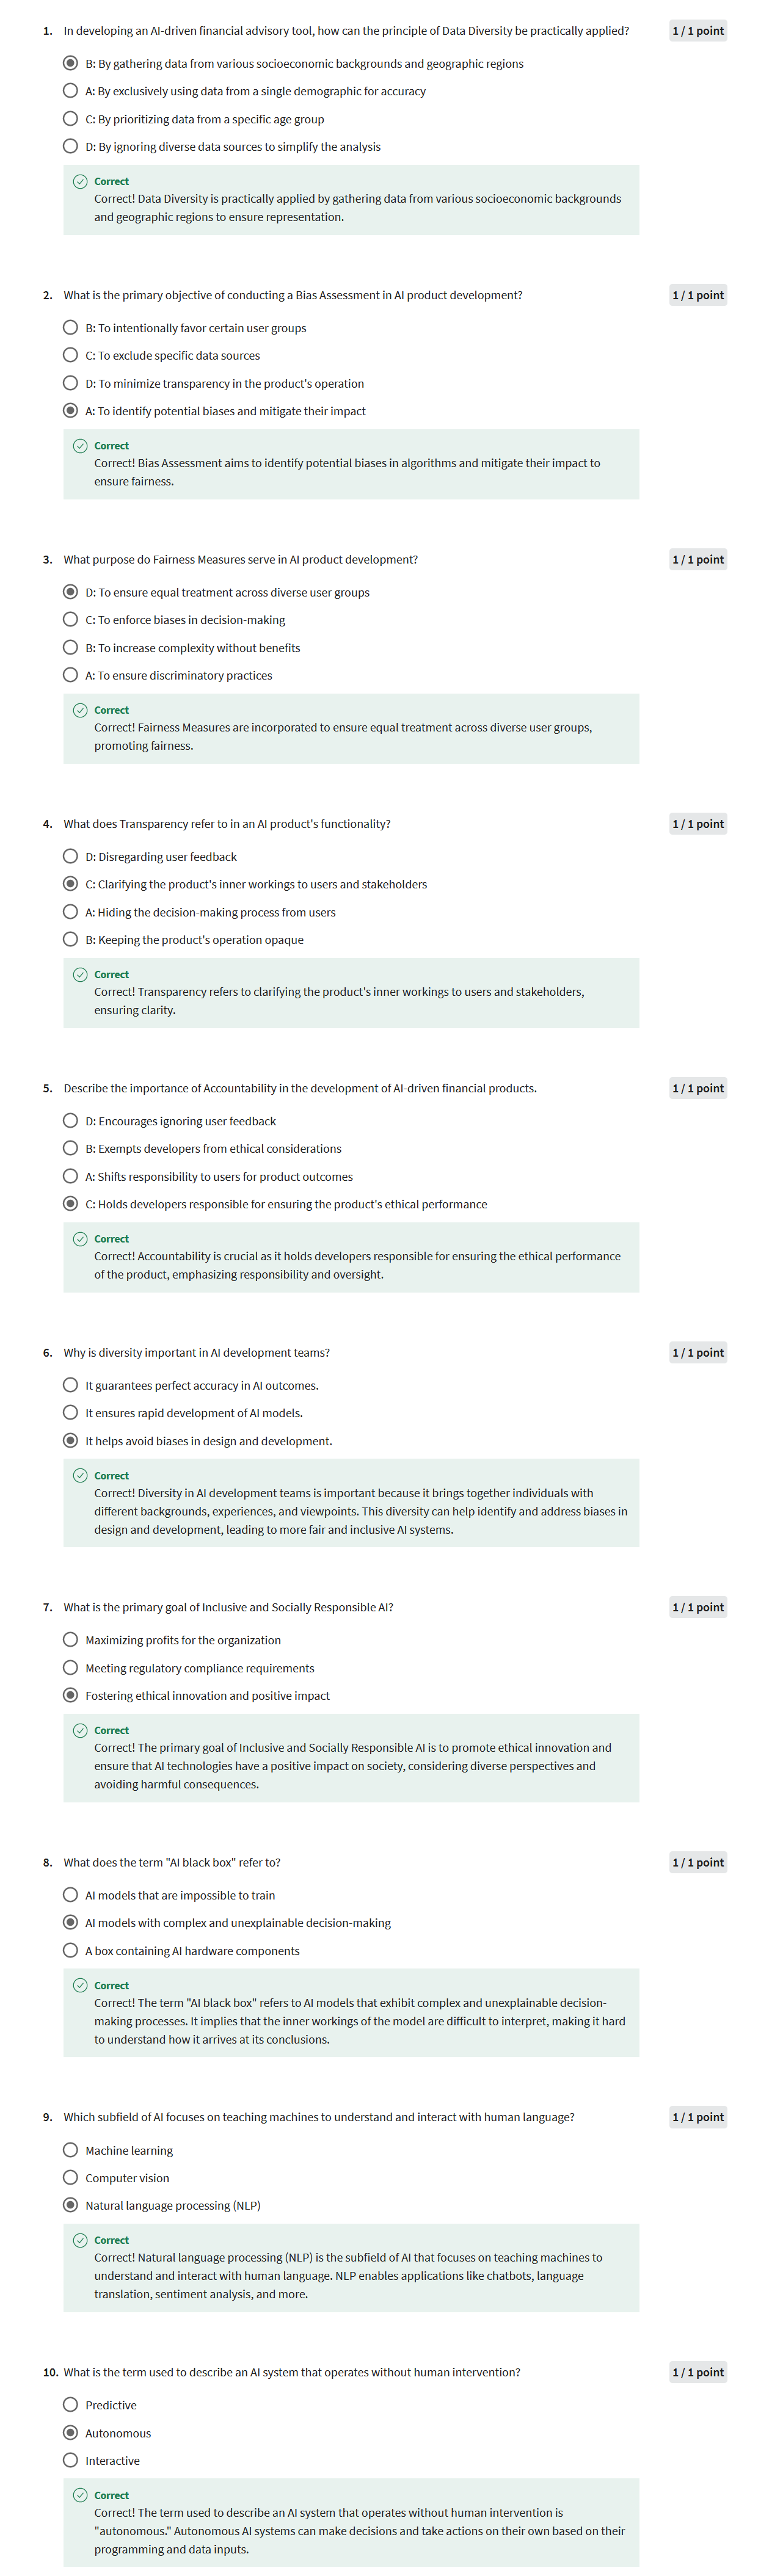 1. In developing an AI-driven financial advisory tool, how can the principle of Data Diversity be practically applied? 1 / 1 point
B: By gathering data from various socioeconomic backgrounds and geographic regions
A: By exclusively using data from a single demographic for accuracy
C: By prioritizing data from a specific age group
D: By ignoring diverse data sources to simplify the analysis
Correct
Correct! Data Diversity is practically applied by gathering data from various socioeconomic backgrounds
and geographic regions to ensure representation.
2. What is the primary objective of conducting a Bias Assessment in AI product development? 1 / 1 point
B: To intentionally favor certain user groups
C: To exclude specific data sources
D: To minimize transparency in the product's operation
A: To identify potential biases and mitigate their impact
Correct
Correct! Bias Assessment aims to identify potential biases in algorithms and mitigate their impact to
ensure fairness.
3. What purpose do Fairness Measures serve in AI product development? 1 / 1 point
D: To ensure equal treatment across diverse user groups
C: To enforce biases in decision-making
B: To increase complexity without benefits
A: To ensure discriminatory practices
Correct
Correct! Fairness Measures are incorporated to ensure equal treatment across diverse user groups,
promoting fairness.
4. What does Transparency refer to in an AI product's functionality? 1 / 1 point
D: Disregarding user feedback
C: Clarifying the product's inner workings to users and stakeholders
A: Hiding the decision-making process from users
B: Keeping the product's operation opaque
Correct
Correct! Transparency refers to clarifying the product's inner workings to users and stakeholders,
ensuring clarity.
5. Describe the importance of Accountability in the development of AI-driven financial products. 1 / 1 point
D: Encourages ignoring user feedback
B: Exempts developers from ethical considerations
A: Shifts responsibility to users for product outcomes
C: Holds developers responsible for ensuring the product's ethical performance
Correct
Correct! Accountability is crucial as it holds developers responsible for ensuring the ethical performance
of the product, emphasizing responsibility and oversight.
6. Why is diversity important in AI development teams? 1 / 1 point
It guarantees perfect accuracy in AI outcomes.
It ensures rapid development of AI models.
It helps avoid biases in design and development.
Correct
Correct! Diversity in AI development teams is important because it brings together individuals with
different backgrounds, experiences, and viewpoints. This diversity can help identify and address biases in
design and development, leading to more fair and inclusive AI systems.
7. What is the primary goal of Inclusive and Socially Responsible AI? 1 / 1 point
Maximizing profits for the organization
Meeting regulatory compliance requirements
Fostering ethical innovation and positive impact
Correct
Correct! The primary goal of Inclusive and Socially Responsible AI is to promote ethical innovation and
ensure that AI technologies have a positive impact on society, considering diverse perspectives and
avoiding harmful consequences.
8. What does the term "AI black box" refer to? 1 / 1 point
AI models that are impossible to train
AI models with complex and unexplainable decision-making
A box containing AI hardware components
Correct
Correct! The term "AI black box" refers to AI models that exhibit complex and unexplainable decision-
making processes. It implies that the inner workings of the model are difficult to interpret, making it hard
to understand how it arrives at its conclusions.
9. Which subfield of AI focuses on teaching machines to understand and interact with human language? 1 / 1 point
Machine learning
Computer vision
Natural language processing (NLP)
Correct
Correct! Natural language processing (NLP) is the subfield of AI that focuses on teaching machines to
understand and interact with human language. NLP enables applications like chatbots, language
translation, sentiment analysis, and more.
10. What is the term used to describe an AI system that operates without human intervention? 1 / 1 point
Predictive
Autonomous
Interactive
Correct
Correct! The term used to describe an AI system that operates without human intervention is
"autonomous." Autonomous AI systems can make decisions and take actions on their own based on their
programming and data inputs.